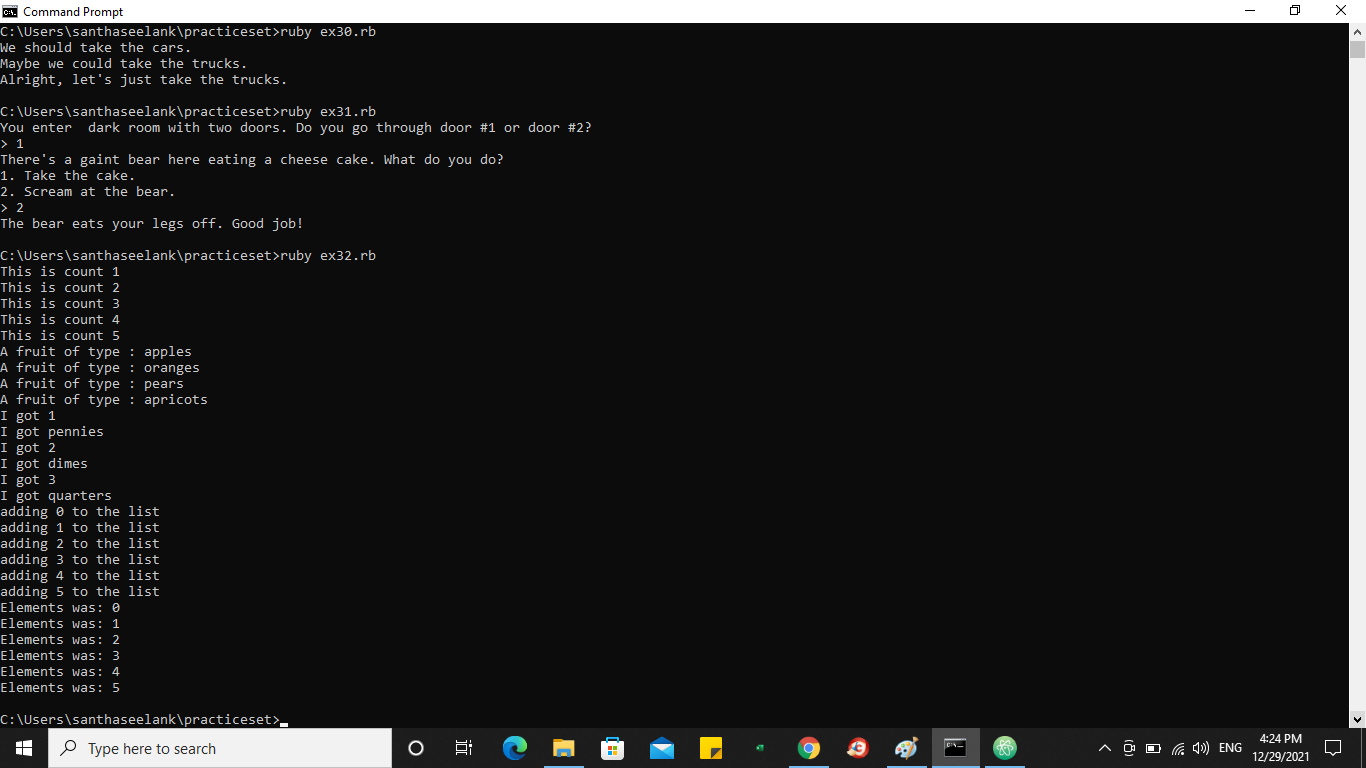 Command Prompt
C:\Users\santhaseelank\practiceset>ruby ex30.rb
We should take the cars.
Maybe we could take the trucks.
Alright, let's just take the trucks.
C:\Users\santhaseelank\practiceset>ruby ex31.rb
You enter  dark room with two doors. Do you go through door #1 or door #2?
> 1
There's a gaint bear here eating a cheese cake. What do you do?
1. Take the cake.
2. Scream at the bear.
> 2
The bear eats your legs off. Good job!
C:\Users\santhaseelank\practiceset>ruby ex32.rb
This is count 1
This is count 2
This is count 3
This is count 4
This is count 5
A fruit of type : apples
A fruit of type : oranges
A fruit of type : pears
A fruit of type : apricots
I got 1
I got pennies
I got 2
I got dimes
I got 3
I got quarters
adding 0 to the list
adding 1 to the list
adding 2 to the list
adding 3 to the list
adding 4 to the list
adding 5 to the list
Elements was: 0
Elements was: 1
Elements was: 2
Elements was: 3
Elements was: 4
Elements was: 5
C:\Users\santhaseelank\practiceset>
Type here to search
ENG
4:24 PM
12/29/2021